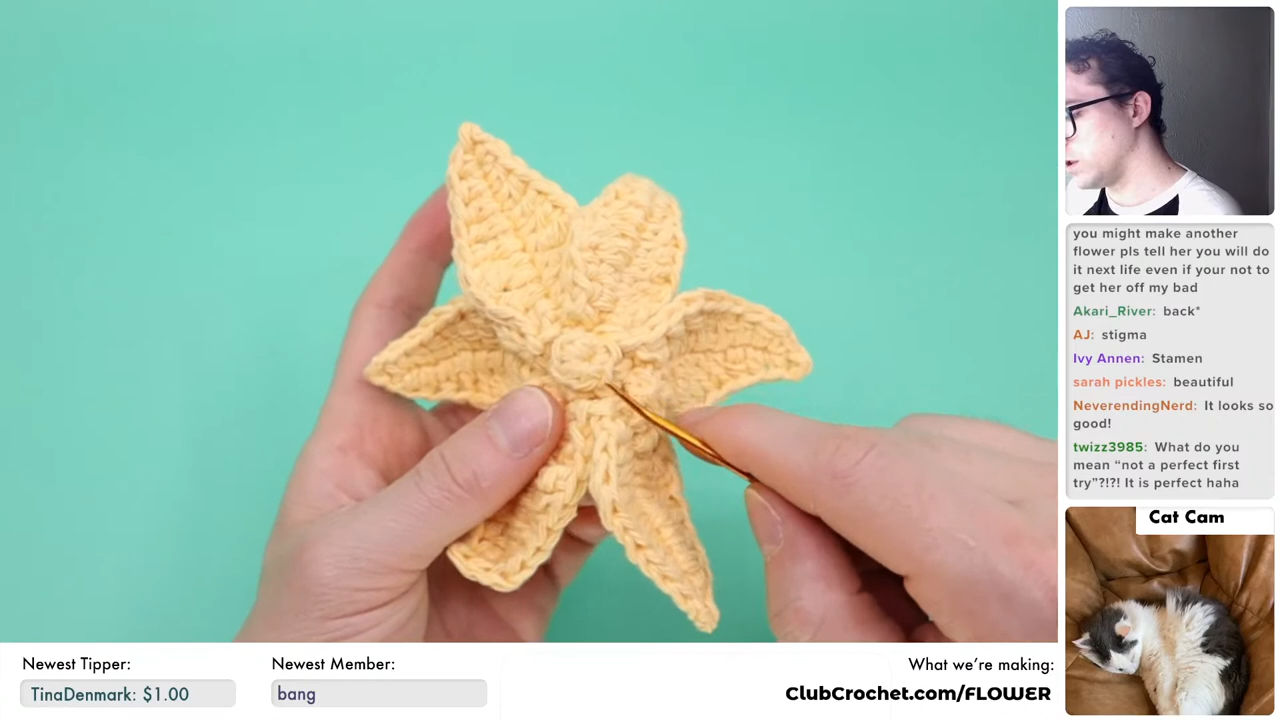 you might make another
flower pls tell her you will do
it next life even if your not to
get her off my bad
Akari_River: back*
AJ: stigma
Ivy Annen: Stamen
sarah pickles: beautiful
NeverendingNerd: It looks so
good!
twizz3985: What do you
mean “not a perfect first
try”?!?! It is perfect haha
Cat Cam
Newest Tipper:
TinaDenmark: $1.00
Newest Member:
bang
What we’re making:
ClubCrochet.com/FLOWER